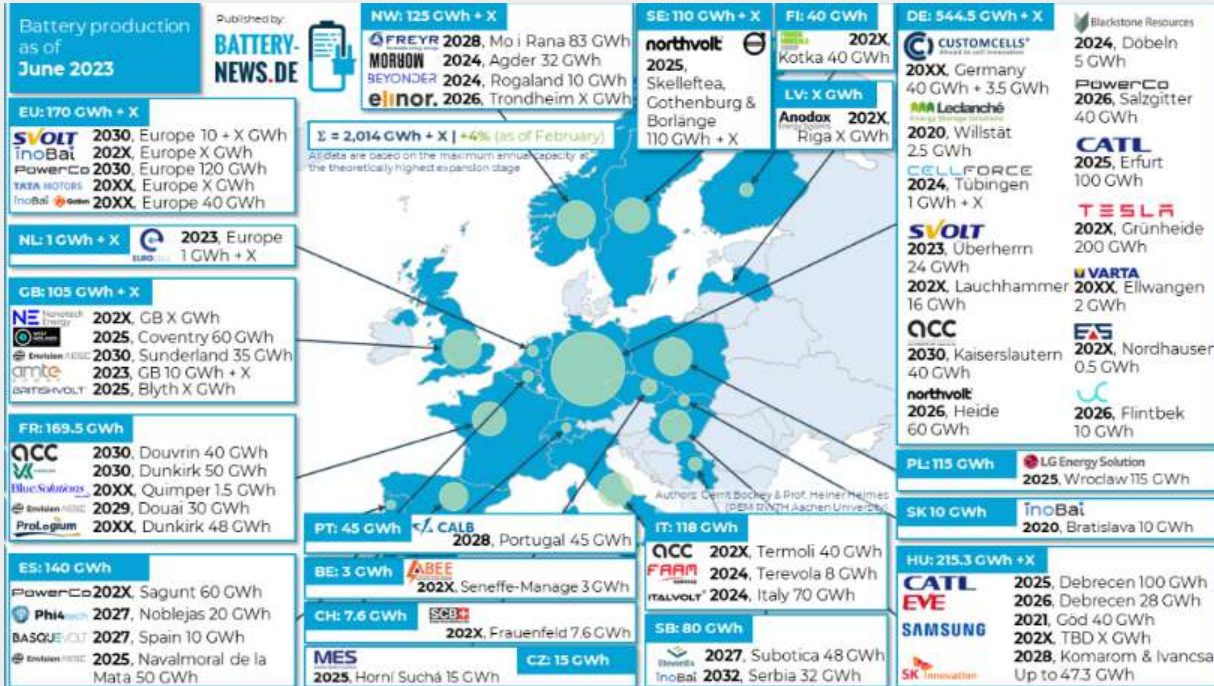 Battery production
as of
June 2023
Published by:
BATTERY-
NEWS.DE
NW: 125 GWh + X
FREYR 2028, Mo i Rana 83 GWh
MORROW 2024, Agder 32 GWh
BEYONDER 2024, Rogaland 10 GWh
elinor. 2026, Trondheim X GWh
SE: 110 GWh + X
northvolt
2025,
Skelleftea,
Gothenburg &
Borlänge
110 GWh + X
FI: 40 GWh
202X,
Kotka 40 GWh
LV: X GWh
Anodox 202X,
Riga X GWh
DE: 544.5 GWh + X
CUSTOMCELLS
20XX, Germany
40 GWh + 3.5 GWh
Leclanché
Energy Storage Solutions
2020, Willstät
2.5 GWh
CELLFORCE
2024, Tübingen
1 GWh + X
SVOLT
2023, Überherrn
24 GWh
202X, Lauchhammer
16 GWh
acc
2030, Kaiserslautern
40 GWh
northvolt
2026, Heide
60 GWh
Blackstone Resources
2024, Döbeln
5 GWh
PowerCo
2026, Salzgitter
40 GWh
CATL
2025, Erfurt
100 GWh
TESLA
202X, Grünheide
200 GWh
VARTA
20XX, Ellwangen
2 GWh
EAS
202X, Nordhausen
0.5 GWh
2026, Flintbek
10 GWh
EU: 170 GWh + X
SVOLT 2030, Europe 10 + X GWh
InoBat 202X, Europe X GWh
PowerCo 2030, Europe 120 GWh
TATA MOTORS 20XX, Europe X GWh
InoBat Gotion 20XX, Europe 40 GWh
Σ = 2,014 GWh + X | +4% (as of February)
All data are based on the maximum annual capacity at
the theoretically highest expansion stage
NL: 1 GWh + X
EUROCELL 2023, Europe
1 GWh + X
GB: 105 GWh + X
NE Nanotech Energy 202X, GB X GWh
2025, Coventry 60 GWh
Envision AESC 2030, Sunderland 35 GWh
amte 2023, GB 10 GWh + X
BRITISHVOLT 2025, Blyth X GWh
FR: 169.5 GWh
acc 2030, Douvrin 40 GWh
2030, Dunkirk 50 GWh
Blue Solutions 20XX, Quimper 1.5 GWh
Envision AESC 2029, Douai 30 GWh
ProLogium 20XX, Dunkirk 48 GWh
ES: 140 GWh
PowerCo 202X, Sagunt 60 GWh
Phi4tech 2027, Noblejas 20 GWh
BASQUEVOLT 2027, Spain 10 GWh
Envision AESC 2025, Navalmoral de la
Mata 50 GWh
Authors: Gerrit Bockey & Prof. Heiner Heimes
(PEM RWTH Aachen University)
PT: 45 GWh CALB
2028, Portugal 45 GWh
BE: 3 GWh ABEE
202X, Seneffe-Manage 3 GWh
CH: 7.6 GWh SCB
202X, Frauenfeld 7.6 GWh
MES CZ: 15 GWh
2025, Horní Suchá 15 GWh
IT: 118 GWh
acc 202X, Termoli 40 GWh
FAAM 2024, Terevola 8 GWh
ITALVOLT 2024, Italy 70 GWh
SB: 80 GWh
ElevenEs 2027, Subotica 48 GWh
InoBat 2032, Serbia 32 GWh
PL: 115 GWh LG Energy Solution
2025, Wroclaw 115 GWh
SK 10 GWh InoBat
2020, Bratislava 10 GWh
HU: 215.3 GWh +X
CATL 2025, Debrecen 100 GWh
EVE 2026, Debrecen 28 GWh
SAMSUNG 2021, Göd 40 GWh
202X, TBD X GWh
SK innovation 2028, Komarom & Ivancsa
Up to 47.3 GWh